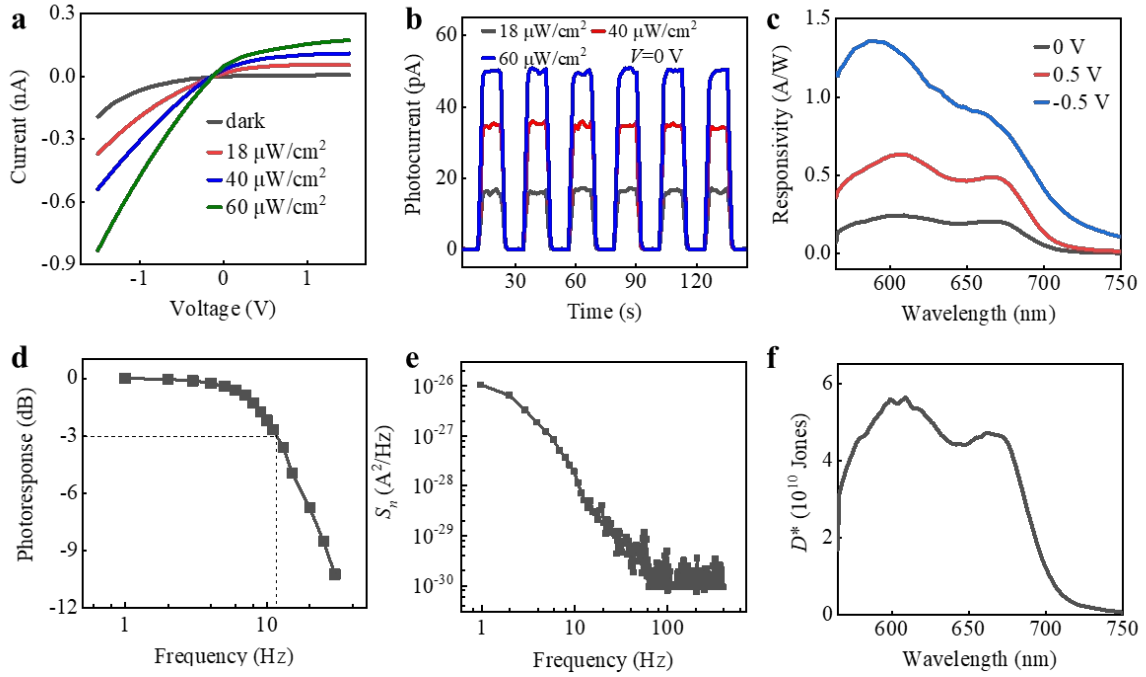 a
Current (nA)
0.3
0.0
-0.3
-0.6
-0.9
dark
18 μW/cm²
40 μW/cm²
60 μW/cm²
-1 0 1
Voltage (V)
b
Photocurrent (pA)
60
40
20
0
18 μW/cm² 40 μW/cm²
60 μW/cm² V=0 V
30 60 90 120
Time (s)
c
Responsivity (A/W)
1.5
1.0
0.5
0.0
0 V
0.5 V
-0.5 V
600 650 700 750
Wavelength (nm)
d
Photoresponse (dB)
0
-3
-6
-9
-12
1 10
Frequency (Hz)
e
Sn (A²/Hz)
10⁻²⁶
10⁻²⁷
10⁻²⁸
10⁻²⁹
10⁻³⁰
1 10 100
Frequency (Hz)
f
D* (10¹⁰ Jones)
6
4
2
0
600 650 700 750
Wavelength (nm)